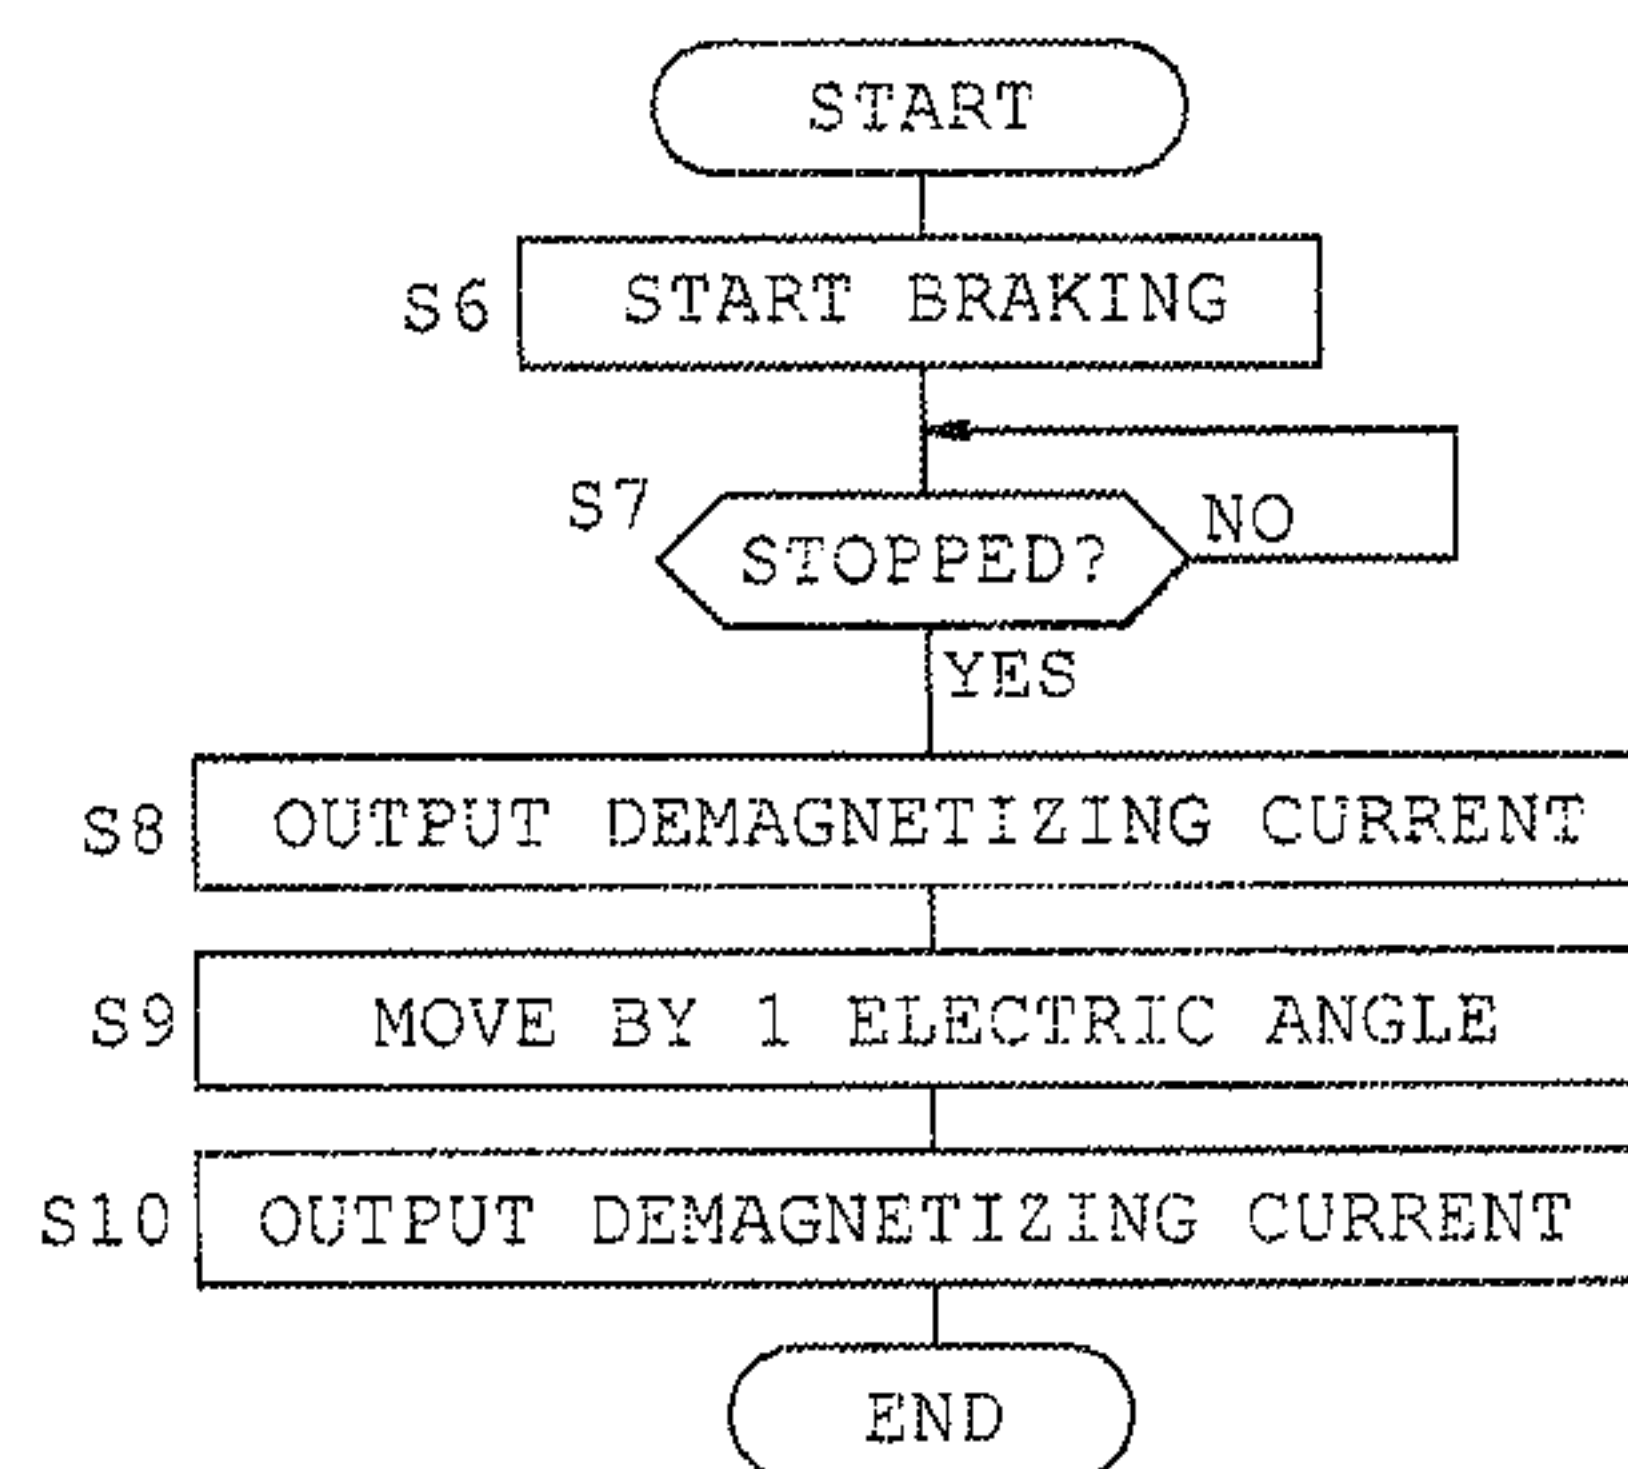 START
S6 START BRAKING
S7 STOPPED? NO
YES
S8 OUTPUT DEMAGNETIZING CURRENT
S9 MOVE BY 1 ELECTRIC ANGLE
S10 OUTPUT DEMAGNETIZING CURRENT
END